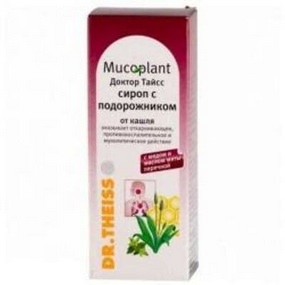 Mucoplant
Доктор Тайсс
сироп с
подорожником
от кашля
оказывает отхаркивающее,
противовоспалительное и
муколитическое действие
с медом и
маслом мяты
перечной
DR.THEISS